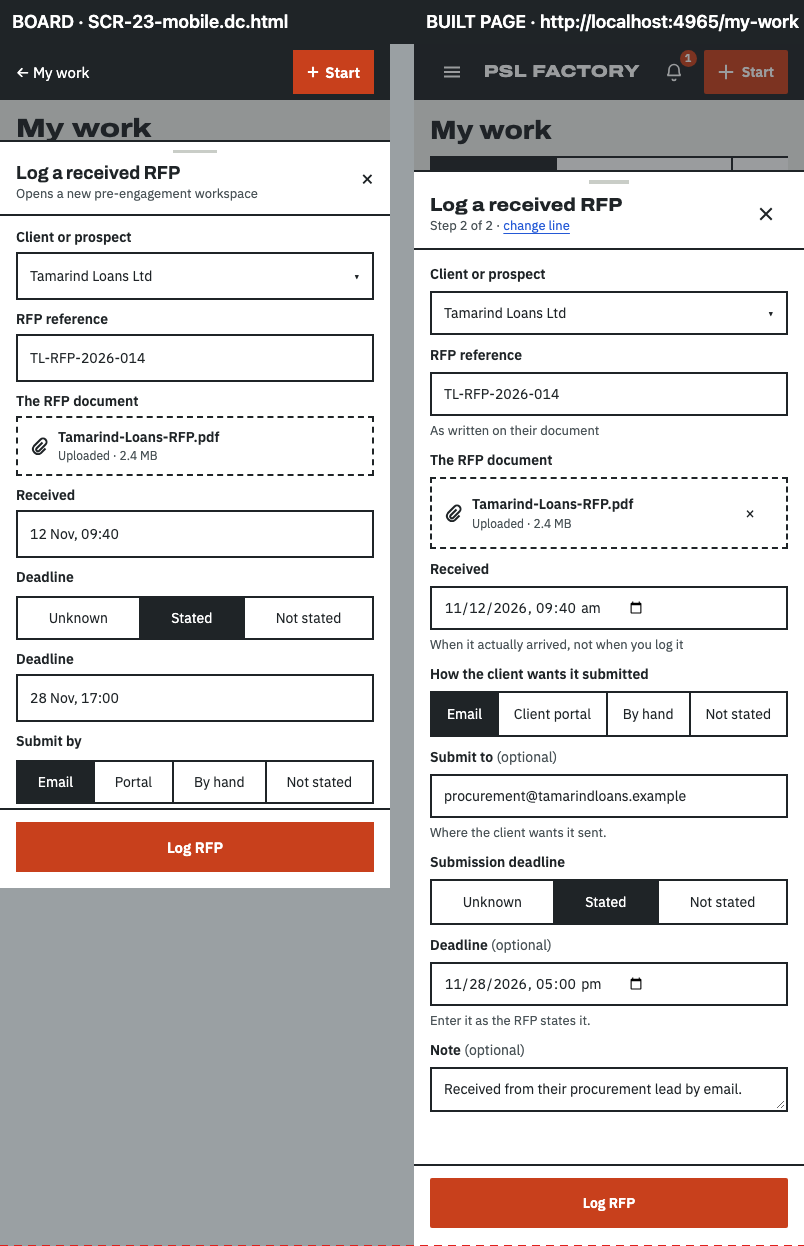 BOARD · SCR-23-mobile.dc.html
← My work
+ Start
My work
Log a received RFP
×
Opens a new pre-engagement workspace
Client or prospect
Tamarind Loans Ltd
RFP reference
TL-RFP-2026-014
The RFP document
Tamarind-Loans-RFP.pdf
Uploaded · 2.4 MB
Received
12 Nov, 09:40
Deadline
Unknown Stated Not stated
Deadline
28 Nov, 17:00
Submit by
Email Portal By hand Not stated
Log RFP
BUILT PAGE · http://localhost:4965/my-work
PSL FACTORY
1
+ Start
My work
Log a received RFP
×
Step 2 of 2 · change line
Client or prospect
Tamarind Loans Ltd
RFP reference
TL-RFP-2026-014
As written on their document
The RFP document
Tamarind-Loans-RFP.pdf
×
Uploaded · 2.4 MB
Received
11/12/2026, 09:40 am
When it actually arrived, not when you log it
How the client wants it submitted
Email Client portal By hand Not stated
Submit to (optional)
procurement@tamarindloans.example
Where the client wants it sent.
Submission deadline
Unknown Stated Not stated
Deadline (optional)
11/28/2026, 05:00 pm
Enter it as the RFP states it.
Note (optional)
Received from their procurement lead by email.
Log RFP